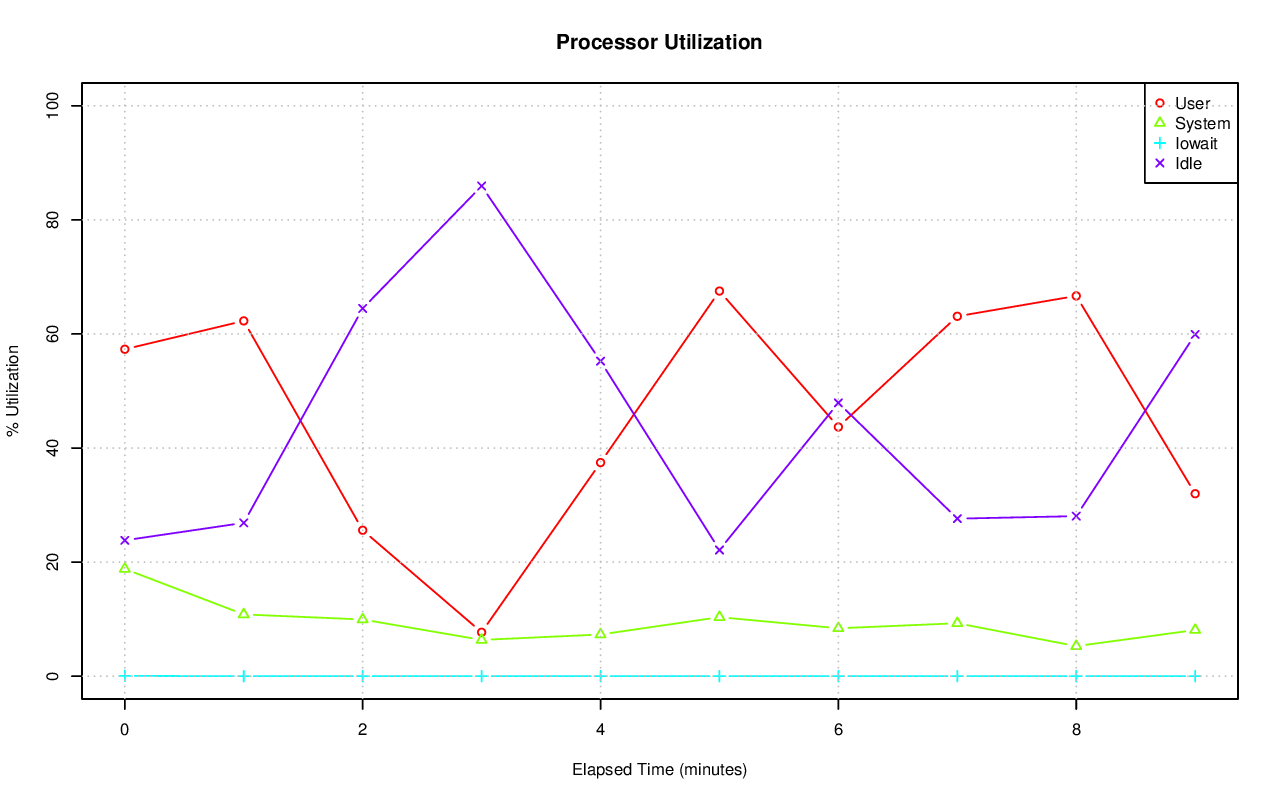 Processor Utilization
User
System
Iowait
Idle
% Utilization
100
80
60
40
20
0
0 2 4 6 8
Elapsed Time (minutes)